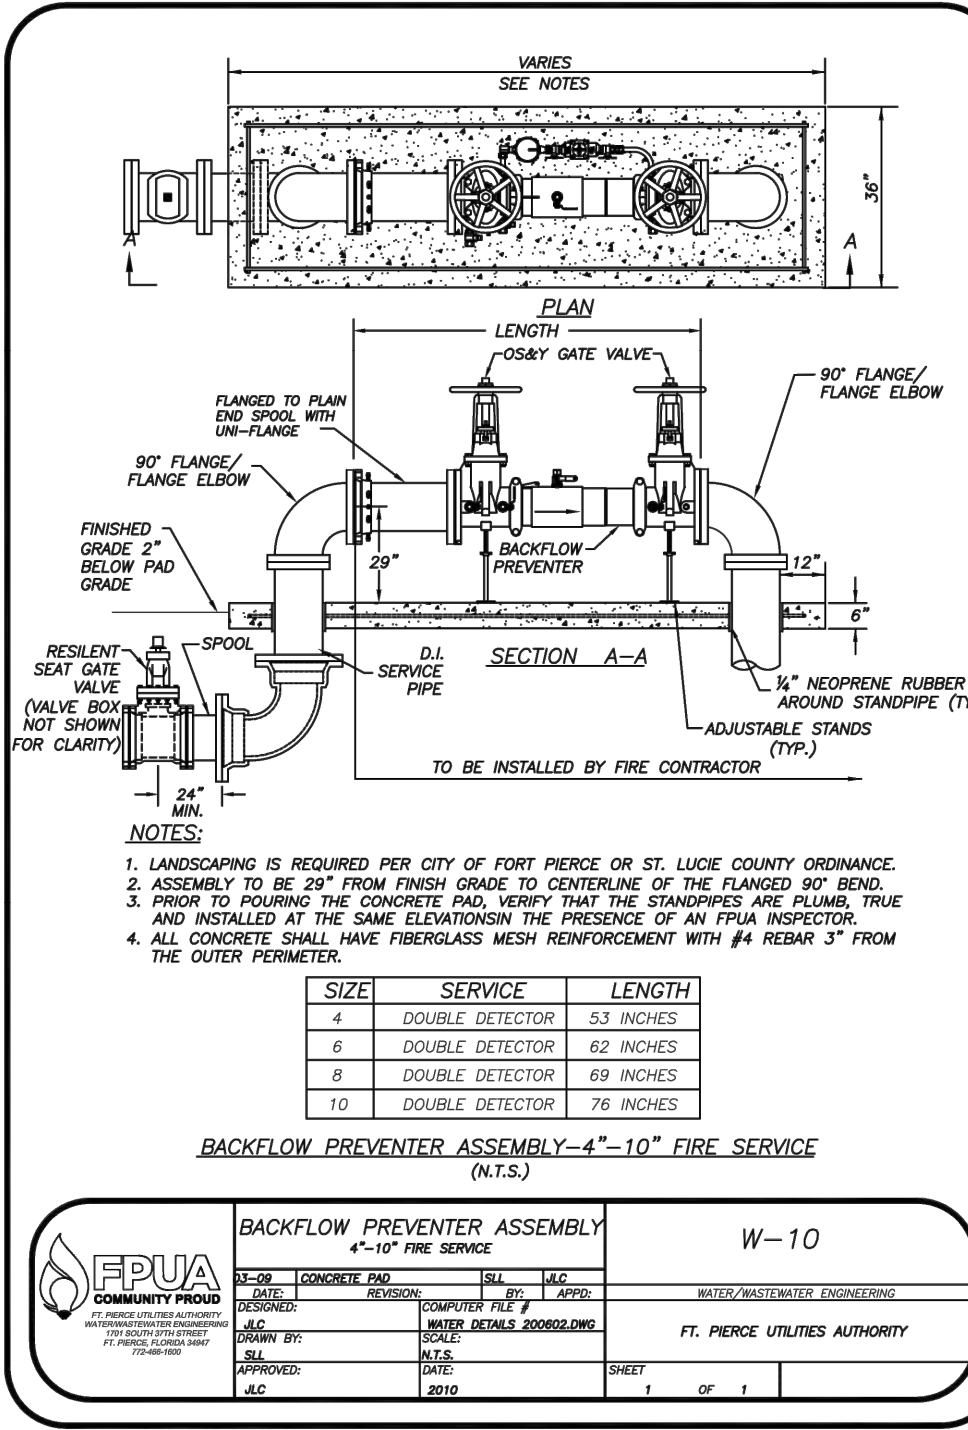 VARIES
SEE NOTES
36"
A
A
PLAN
LENGTH
OS&Y GATE VALVE
90° FLANGE/
FLANGE ELBOW
FLANGED TO PLAIN
END SPOOL WITH
UNI-FLANGE
90° FLANGE/
FLANGE ELBOW
FINISHED
GRADE 2"
BELOW PAD
GRADE
29"
BACKFLOW
PREVENTER
12"
6"
RESILENT
SEAT GATE
VALVE
(VALVE BOX
NOT SHOWN
FOR CLARITY)
SPOOL
D.I.
SERVICE
PIPE
SECTION A-A
¼" NEOPRENE RUBBER
AROUND STANDPIPE (TY
ADJUSTABLE STANDS
(TYP.)
TO BE INSTALLED BY FIRE CONTRACTOR
24"
MIN.
NOTES:
1. LANDSCAPING IS REQUIRED PER CITY OF FORT PIERCE OR ST. LUCIE COUNTY ORDINANCE.
2. ASSEMBLY TO BE 29" FROM FINISH GRADE TO CENTERLINE OF THE FLANGED 90° BEND.
3. PRIOR TO POURING THE CONCRETE PAD, VERIFY THAT THE STANDPIPES ARE PLUMB, TRUE
AND INSTALLED AT THE SAME ELEVATIONSIN THE PRESENCE OF AN FPUA INSPECTOR.
4. ALL CONCRETE SHALL HAVE FIBERGLASS MESH REINFORCEMENT WITH #4 REBAR 3" FROM
THE OUTER PERIMETER.
SIZE SERVICE LENGTH
4 DOUBLE DETECTOR 53 INCHES
6 DOUBLE DETECTOR 62 INCHES
8 DOUBLE DETECTOR 69 INCHES
10 DOUBLE DETECTOR 76 INCHES
BACKFLOW PREVENTER ASSEMBLY-4"-10" FIRE SERVICE
(N.T.S.)
FPUA
COMMUNITY PROUD
FT. PIERCE UTILITIES AUTHORITY
WATER/WASTEWATER ENGINEERING
1701 SOUTH 37TH STREET
FT. PIERCE, FLORIDA 34947
772-466-1600
BACKFLOW PREVENTER ASSEMBLY
4"-10" FIRE SERVICE
03-09 CONCRETE PAD SLL JLC
DATE: REVISION: BY: APPD:
DESIGNED:
JLC
COMPUTER FILE #
WATER DETAILS 200602.DWG
DRAWN BY:
SLL
SCALE:
N.T.S.
APPROVED:
JLC
DATE:
2010
W-10
WATER/WASTEWATER ENGINEERING
FT. PIERCE UTILITIES AUTHORITY
SHEET
1 OF 1